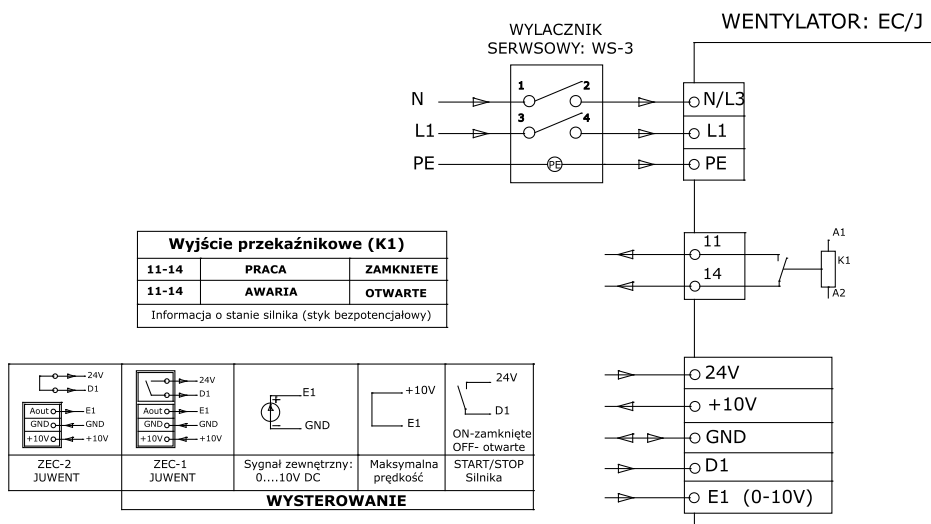 WENTYLATOR: EC/J
WYLACZNIK
SERWSOWY: WS-3
N 1 2 N/L3
L1 3 4 L1
PE PE PE
11
14
A1
K1
A2
Wyjście przekaźnikowe (K1)
11-14 PRACA ZAMKNIETE
11-14 AWARIA OTWARTE
Informacja o stanie silnika (styk bezpotencjałowy)
24V
+10V
GND
D1
E1 (0-10V)
24V
D1
Aout E1
GND GND
+10V +10V
ZEC-2
JUWENT
24V
D1
Aout E1
GND GND
+10V +10V
ZEC-1
JUWENT
E1
+
−
GND
Sygnał zewnętrzny:
0....10V DC
+10V
E1
Maksymalna
prędkość
24V
D1
ON-zamknięte
OFF- otwarte
START/STOP
Silnika
WYSTEROWANIE